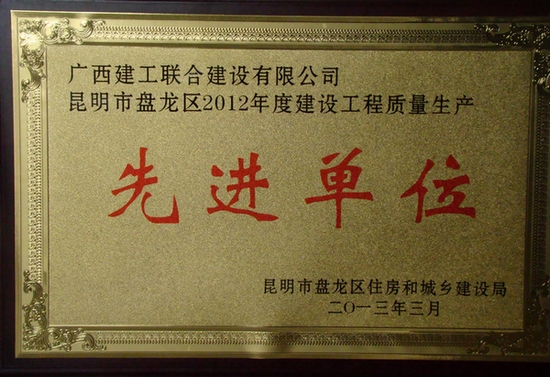 广西建工联合建设有限公司
昆明市盘龙区2012年度建设工程质量生产
先进单位
昆明市盘龙区住房和城乡建设局
二〇一三年三月